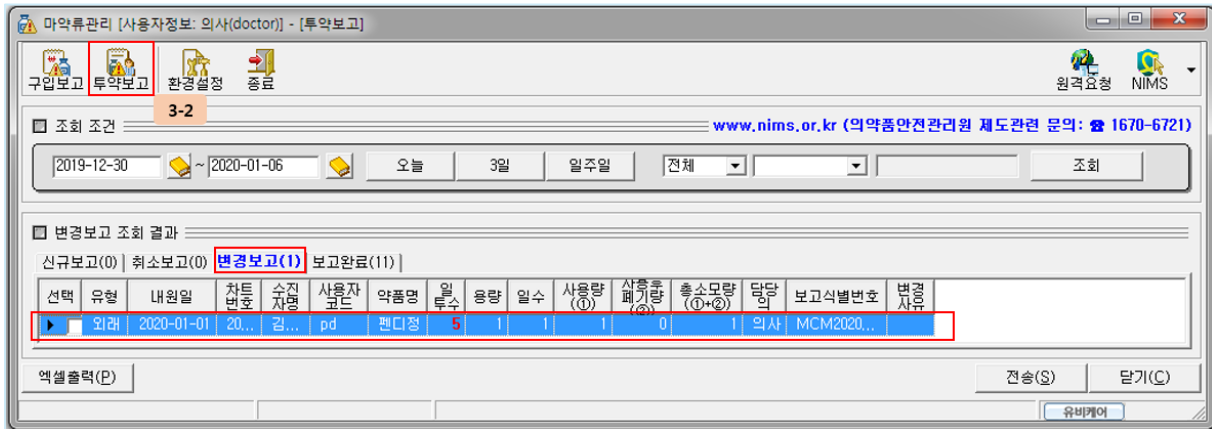 마약류관리 [사용자정보: 의사(doctor)] - [투약보고]
구입보고 투약보고 환경설정 종료 원격요청 NIMS
3-2
조회 조건 www.nims.or.kr (의약품안전관리원 제도관련 문의: ☎ 1670-6721)
2019-12-30 ~ 2020-01-06 오늘 3일 일주일 전체 조회
변경보고 조회 결과
신규보고(0) 취소보고(0) 변경보고(1) 보고완료(11)
선택 유형 내원일 차트번호 수진자명 사용자코드 약품명 일투수 용량 일수 사용량(①) 사용후폐기량(②) 총소모량(①+②) 담당의 보고식별번호 변경사유
외래 2020-01-01 20... 김... pd 펜디정 5 1 1 1 0 1 의사 MCM2020...
엑셀출력(P) 전송(S) 닫기(C)
유비케어